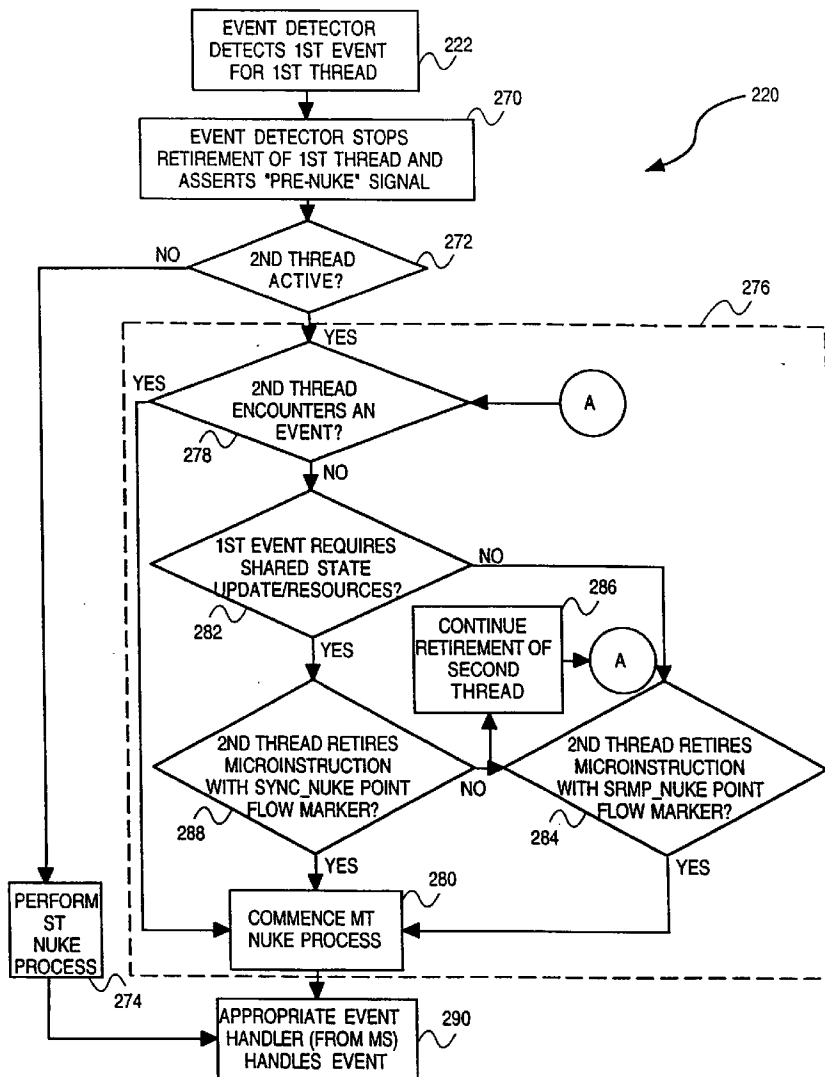 EVENT DETECTOR
DETECTS 1ST EVENT
FOR 1ST THREAD
222
270
220
EVENT DETECTOR STOPS
RETIREMENT OF 1ST THREAD AND
ASSERTS "PRE-NUKE" SIGNAL
NO
2ND THREAD
ACTIVE?
272
276
YES
YES
2ND THREAD
ENCOUNTERS AN
EVENT?
A
278
NO
1ST EVENT REQUIRES
SHARED STATE
UPDATE/RESOURCES?
NO
282
286
CONTINUE
RETIREMENT OF
SECOND
THREAD
A
YES
2ND THREAD RETIRES
MICROINSTRUCTION
WITH SYNC_NUKE POINT
FLOW MARKER?
NO
2ND THREAD RETIRES
MICROINSTRUCTION
WITH SRMP_NUKE POINT
FLOW MARKER?
288
284
YES
YES
280
COMMENCE MT
NUKE PROCESS
PERFORM
ST
NUKE
PROCESS
274
APPROPRIATE EVENT
HANDLER (FROM MS)
HANDLES EVENT
290